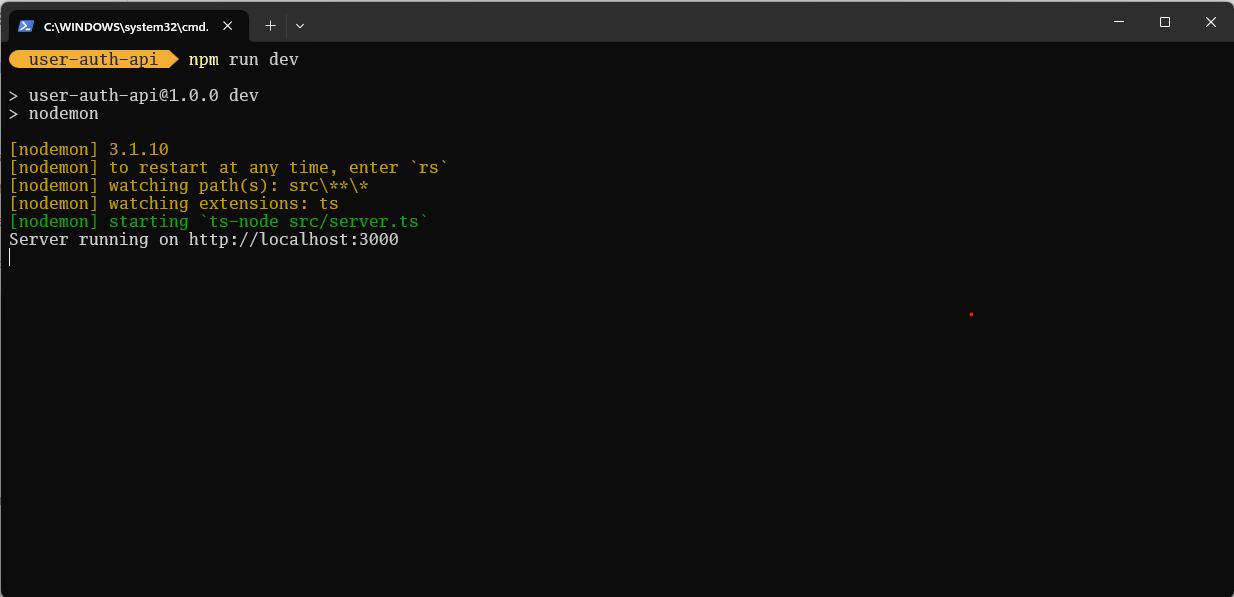 C:\WINDOWS\system32\cmd.
user-auth-api npm run dev
> user-auth-api@1.0.0 dev
> nodemon
[nodemon] 3.1.10
[nodemon] to restart at any time, enter `rs`
[nodemon] watching path(s): src\**\*
[nodemon] watching extensions: ts
[nodemon] starting `ts-node src/server.ts`
Server running on http://localhost:3000